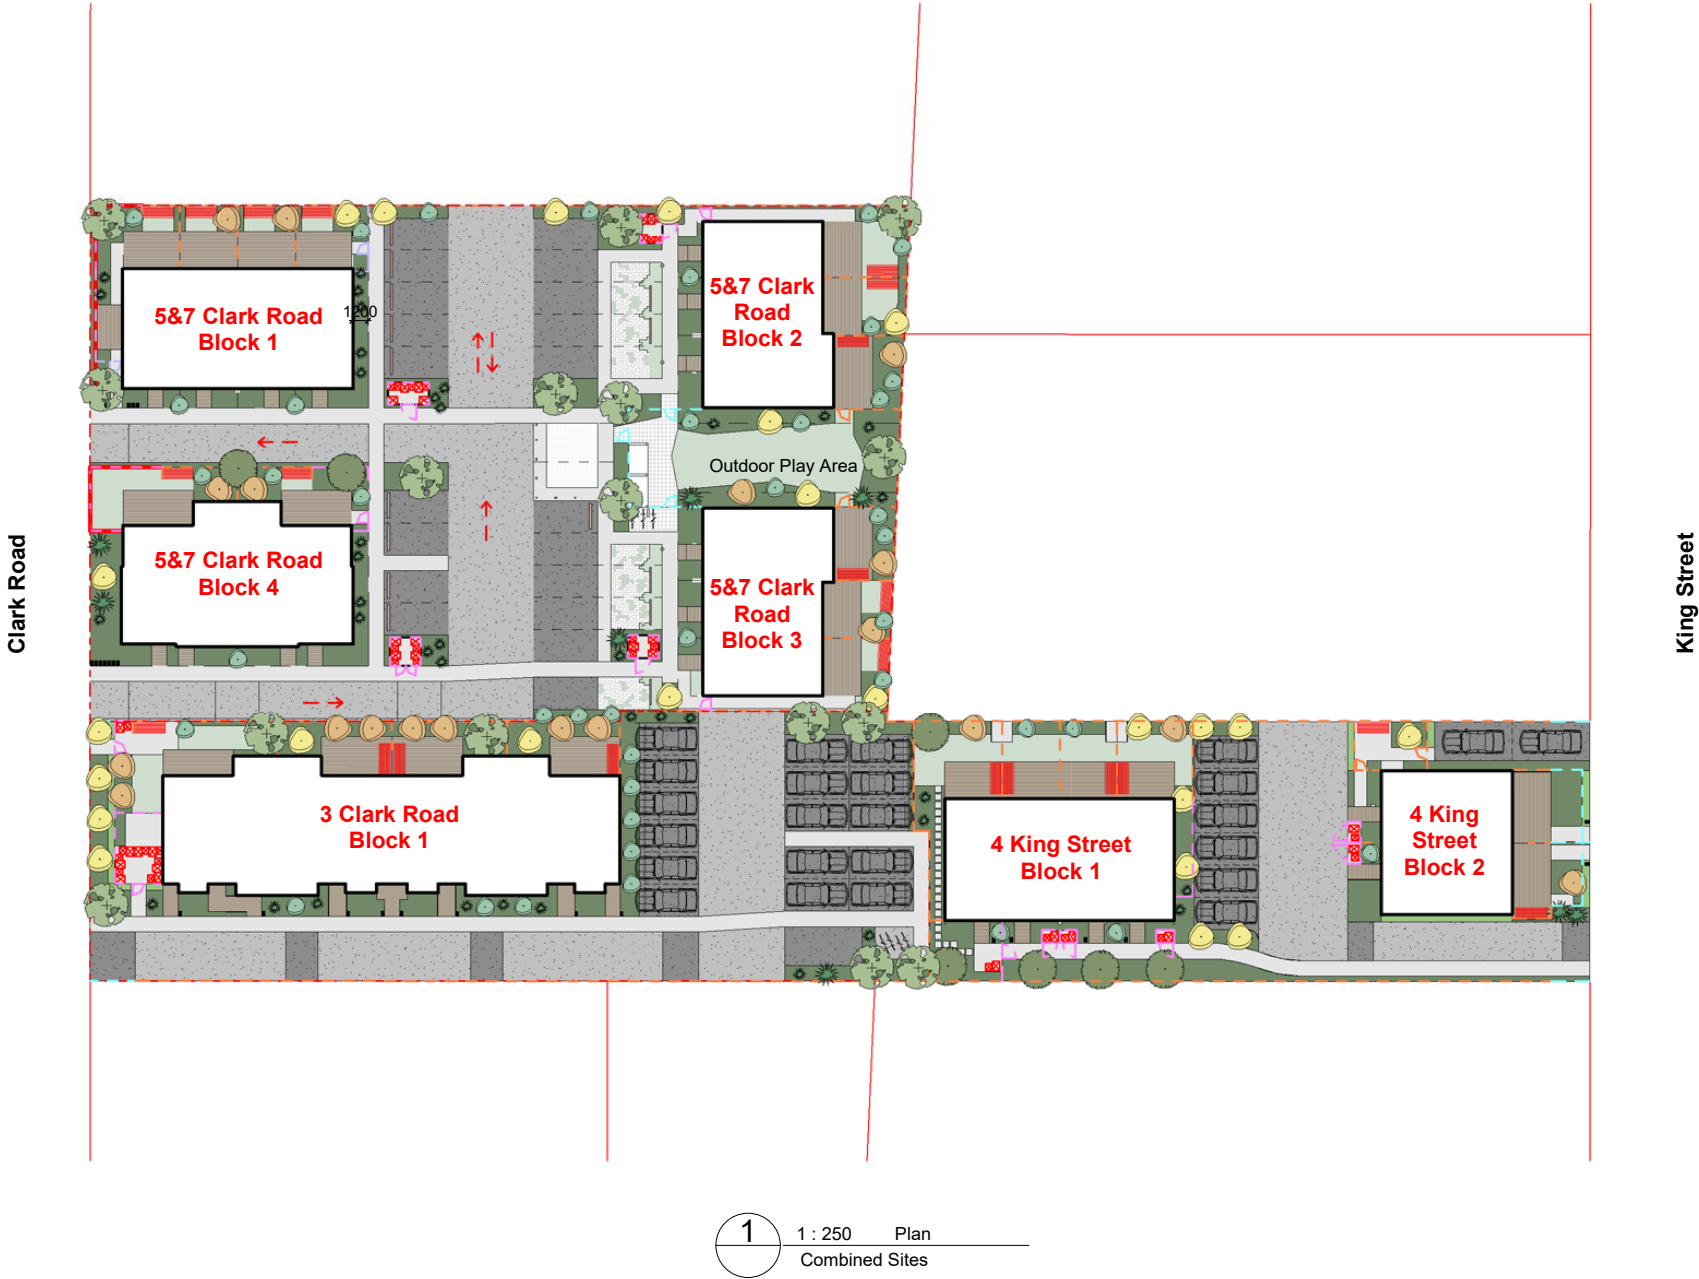 5&7 Clark Road
Block 1
1200
5&7 Clark
Road
Block 2
Outdoor Play Area
5&7 Clark Road
Block 4
5&7 Clark
Road
Block 3
Clark Road
King Street
3 Clark Road
Block 1
4 King Street
Block 1
4 King
Street
Block 2
1
1 : 250 Plan
Combined Sites